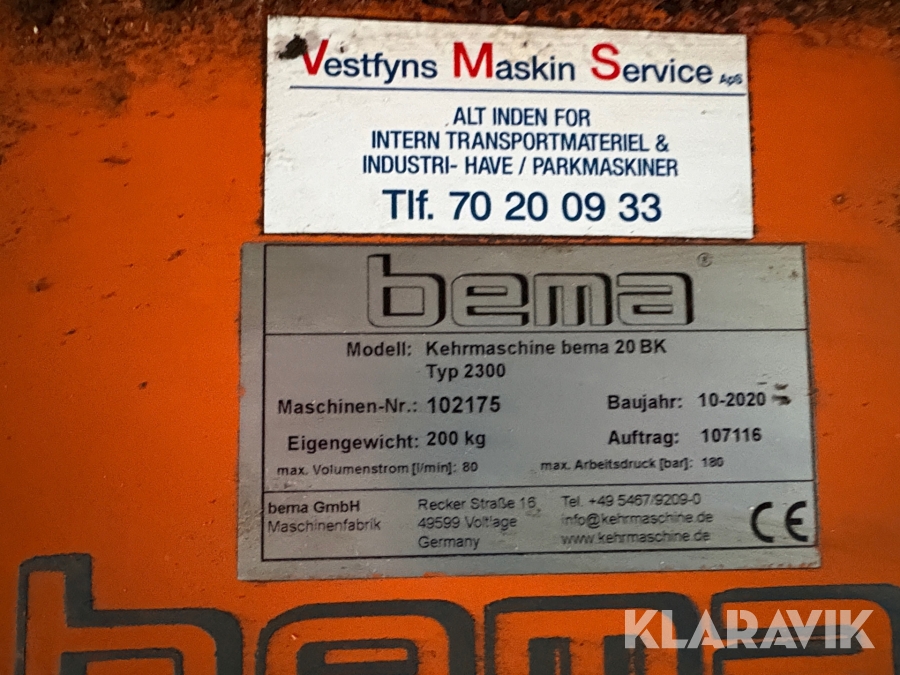 Vestfyns Maskin Service ApS
ALT INDEN FOR
INTERN TRANSPORTMATERIEL &
INDUSTRI- HAVE / PARKMASKINER
Tlf. 70 20 09 33
bema®
Modell: Kehrmaschine bema 20 BK
Typ 2300
Maschinen-Nr.: 102175 Baujahr: 10-2020
Eigengewicht: 200 kg Auftrag: 107116
max. Volumenstrom [l/min]: 80 max. Arbeitsdruck [bar]: 180
bema GmbH Recker Straße 16 Tel. +49 5467/9209-0
Maschinenfabrik 49599 Voltlage info@kehrmaschine.de
Germany www.kehrmaschine.de
CE
bema
KLARAVIK